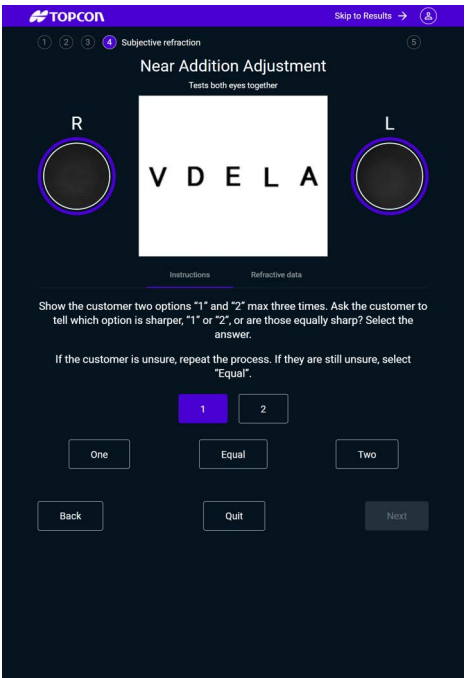 TOPCON
Skip to Results →
1 2 3 4 Subjective refraction 5
Near Addition Adjustment
Tests both eyes together
R
L
V D E L A
Instructions Refractive data
Show the customer two options “1” and “2” max three times. Ask the customer to
tell which option is sharper, “1” or “2”, or are those equally sharp? Select the
answer.
If the customer is unsure, repeat the process. If they are still unsure, select
“Equal”.
1 2
One Equal Two
Back Quit Next